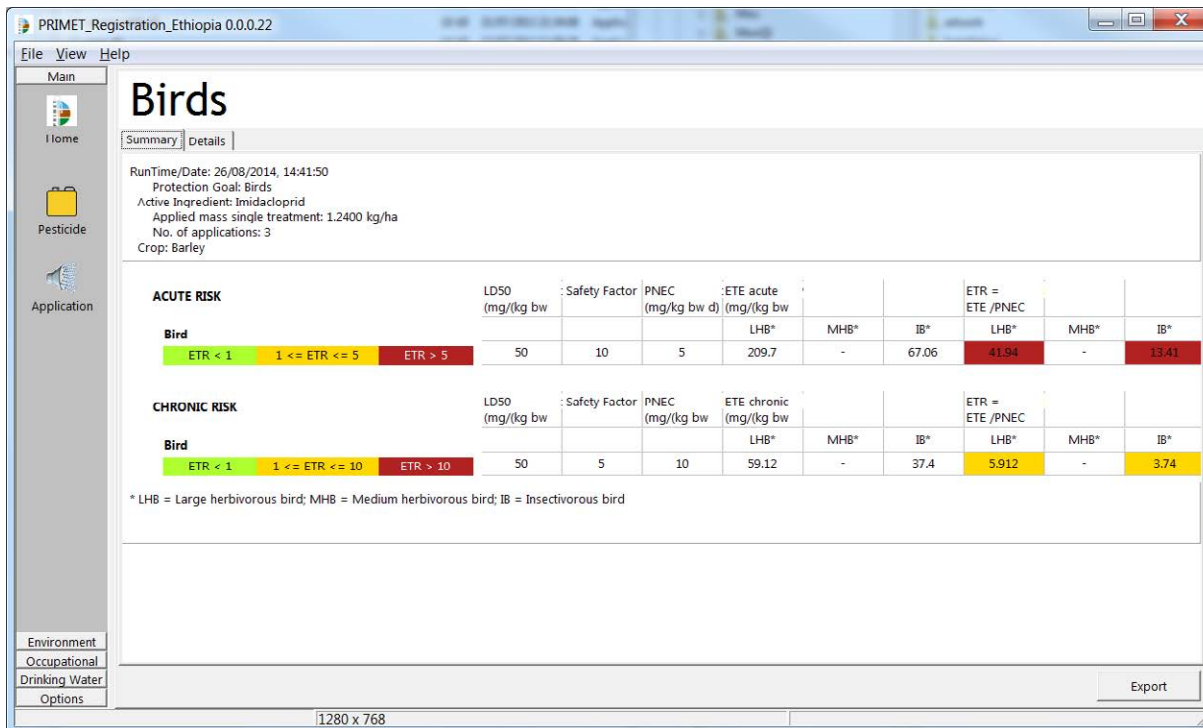 PRIMET_Registration_Ethiopia 0.0.0.22
File View Help
Main
Home
Pesticide
Application
Environment
Occupational
Drinking Water
Options
Birds
Summary Details
RunTime/Date: 26/08/2014, 14:41:50
Protection Goal: Birds
Active Ingredient: Imidacloprid
Applied mass single treatment: 1.2400 kg/ha
No. of applications: 3
Crop: Barley
ACUTE RISK LD50 Safety Factor PNEC ETE acute ETR =
(mg/(kg bw (mg/kg bw d) (mg/(kg bw ETE /PNEC
Bird LHB* MHB* IB* LHB* MHB* IB*
ETR < 1 1 <= ETR <= 5 ETR > 5 50 10 5 209.7 - 67.06 41.94 - 13.41
CHRONIC RISK LD50 Safety Factor PNEC ETE chronic ETR =
(mg/(kg bw (mg/(kg bw (mg/(kg bw ETE /PNEC
Bird LHB* MHB* IB* LHB* MHB* IB*
ETR < 1 1 <= ETR <= 10 ETR > 10 50 5 10 59.12 - 37.4 5.912 - 3.74
* LHB = Large herbivorous bird; MHB = Medium herbivorous bird; IB = Insectivorous bird
Export
1280 x 768